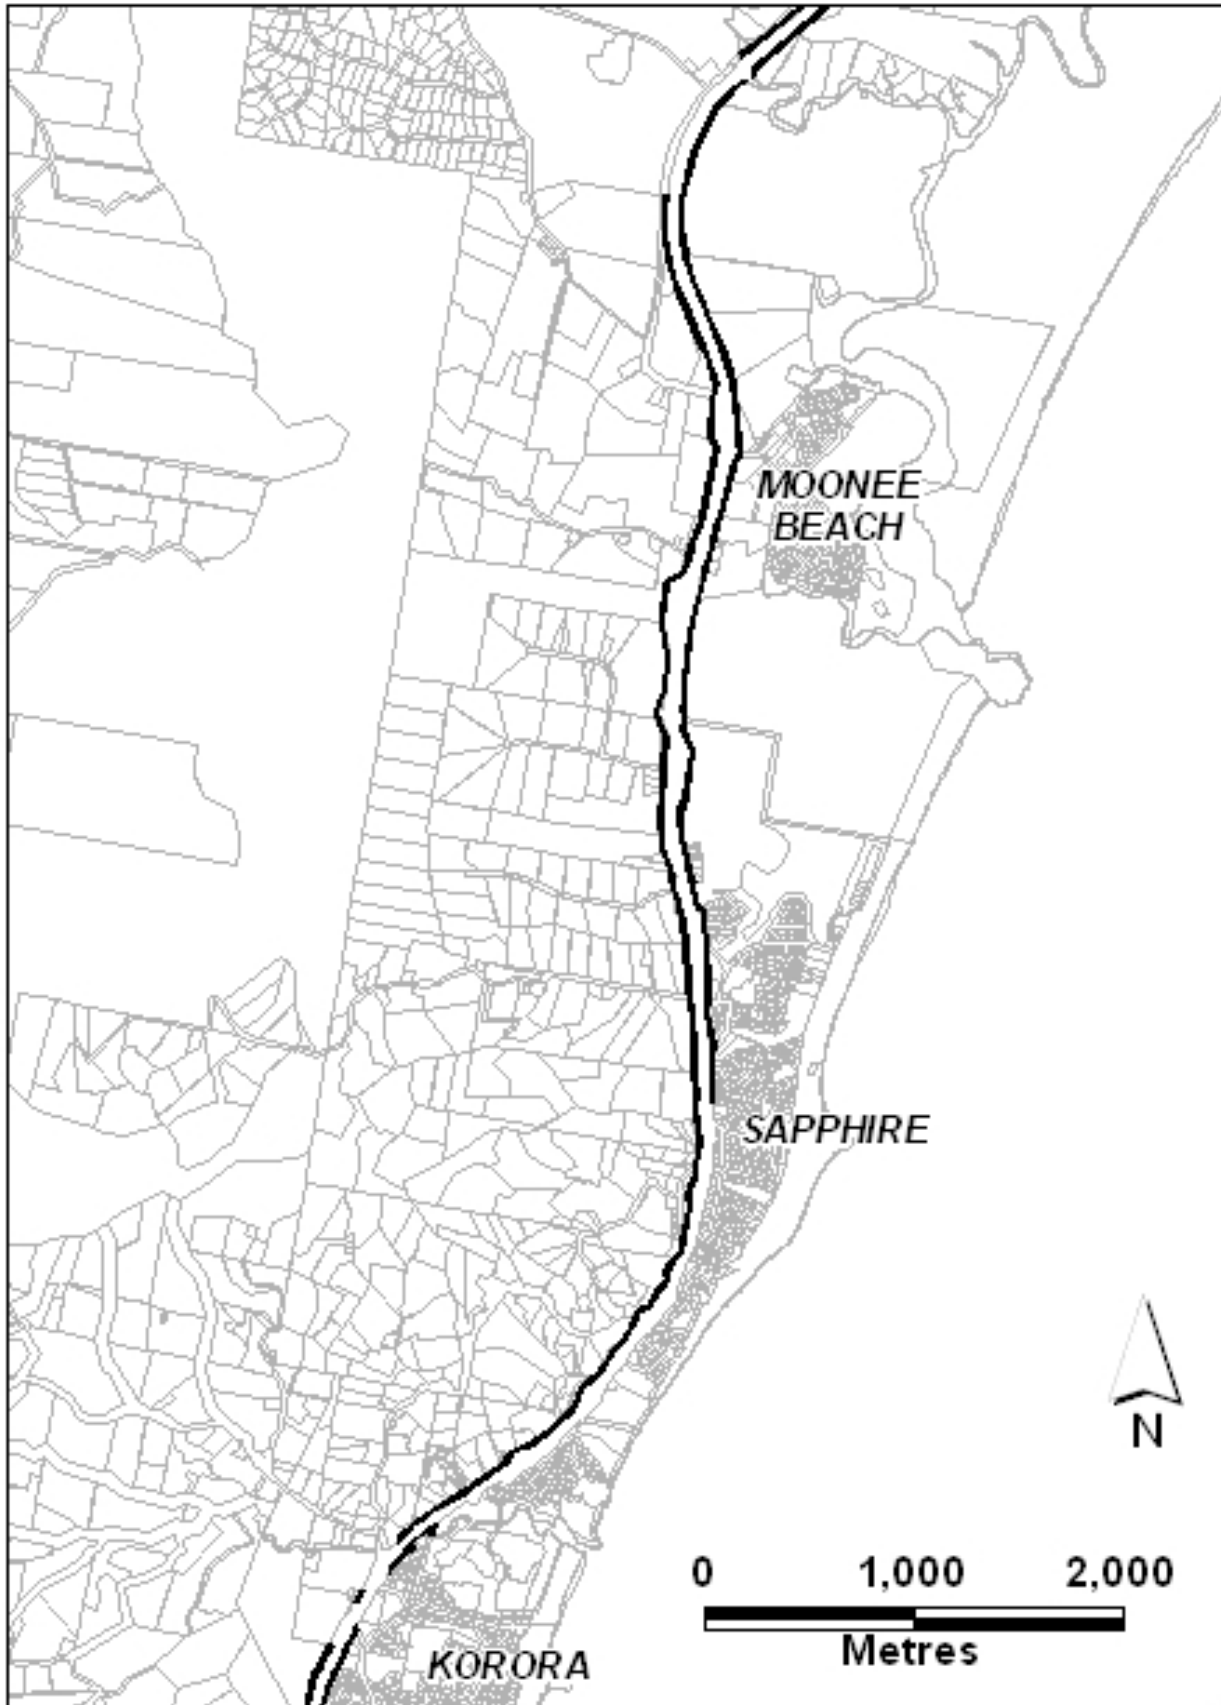 MOONEE
BEACH
SAPPHIRE
N
0 1,000 2,000
Metres
KORORA